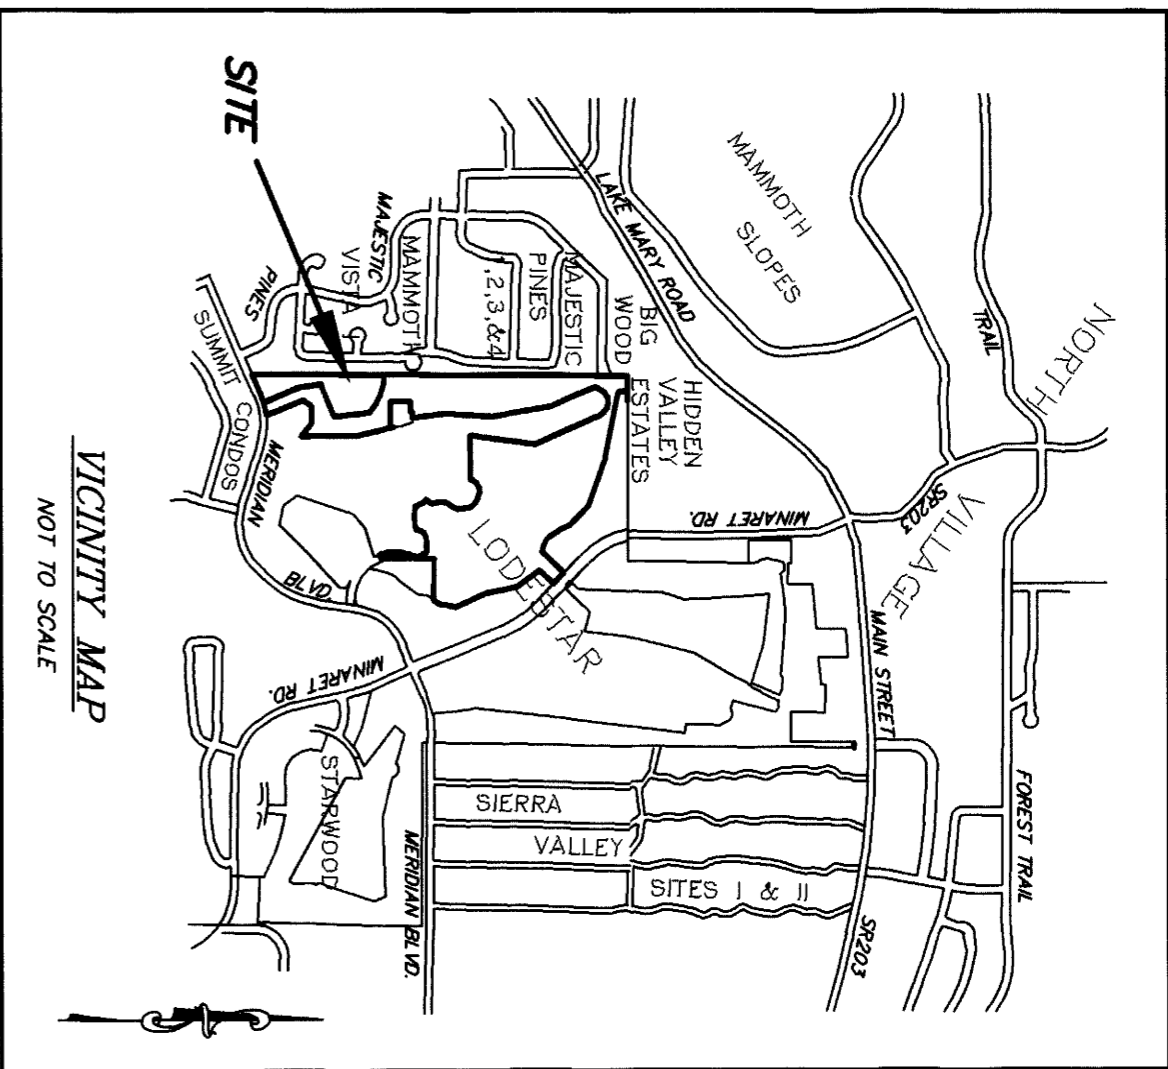 SITE
MAMMOTH
SLOPES
NORTH
VILLAGE
TRAIL
LAKE MARY ROAD
MAJESTIC
PINES
MAMMOTH
VISTA
MAJESTIC
PINES
1,2,3,&4
BIG
WOOD
ESTATES
HIDDEN
VALLEY
SR203
MINARET RD.
SUMMIT
CONDOS
MERIDIAN
BLVD.
LODESTAR
MAIN STREET
MINARET RD.
STARWOOD
MERIDIAN BLVD.
SIERRA
VALLEY
SITES I & II
FOREST TRAIL
SR203
VICINITY MAP
NOT TO SCALE